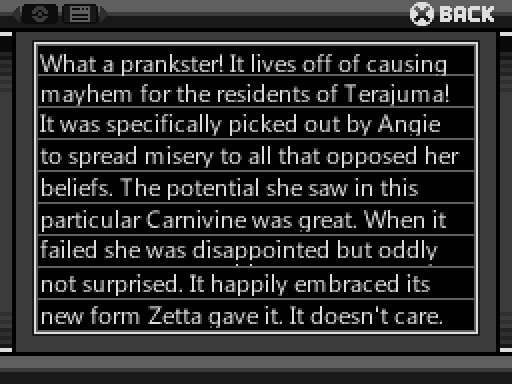 BACK
What a prankster! It lives off of causing
mayhem for the residents of Terajuma!
It was specifically picked out by Angie
to spread misery to all that opposed her
beliefs. The potential she saw in this
particular Carnivine was great. When it
failed she was disappointed but oddly
not surprised. It happily embraced its
new form Zetta gave it. It doesn't care.